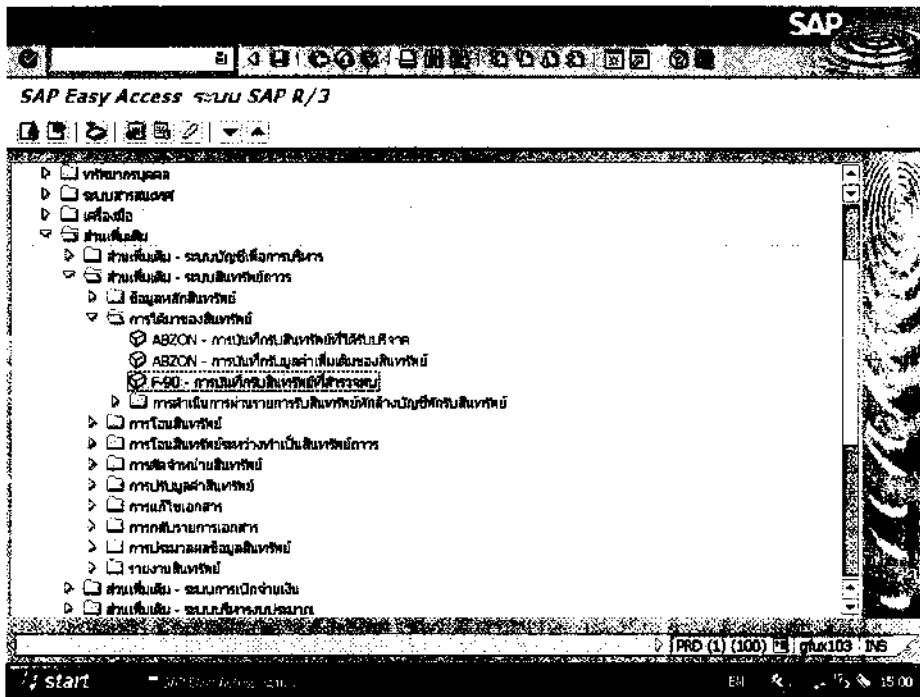 SAP
SAP Easy Access ระบบ SAP R/3
ทรัพยากรบุคคล
ระบบสารสนเทศ
เครื่องมือ
ส่วนเพิ่มเติม
ส่วนเพิ่มเติม - ระบบบัญชีเพื่อการบริหาร
ส่วนเพิ่มเติม - ระบบสินทรัพย์ถาวร
ข้อมูลหลักสินทรัพย์
การได้มาของสินทรัพย์
ABZON - การบันทึกรับสินทรัพย์ที่ได้รับบริจาค
ABZON - การบันทึกรับมูลค่าเพิ่มเติมของสินทรัพย์
F-90 - การบันทึกรับสินทรัพย์ที่สำรวจพบ
การดำเนินการผ่านรายการรับสินทรัพย์หักล้างบัญชีพักรับสินทรัพย์
การโอนสินทรัพย์
การโอนสินทรัพย์ระหว่างทำเป็นสินทรัพย์ถาวร
การตัดจำหน่ายสินทรัพย์
การปรับมูลค่าสินทรัพย์
การแก้ไขเอกสาร
การกลับรายการเอกสาร
การประมวลผลข้อมูลสินทรัพย์
รายงานสินทรัพย์
ส่วนเพิ่มเติม - ระบบการเบิกจ่ายเงิน
ส่วนเพิ่มเติม - ระบบบริหารงบประมาณ
PRD (1) (100) gfux103 INS
start SAP Easy Access EN 15:00